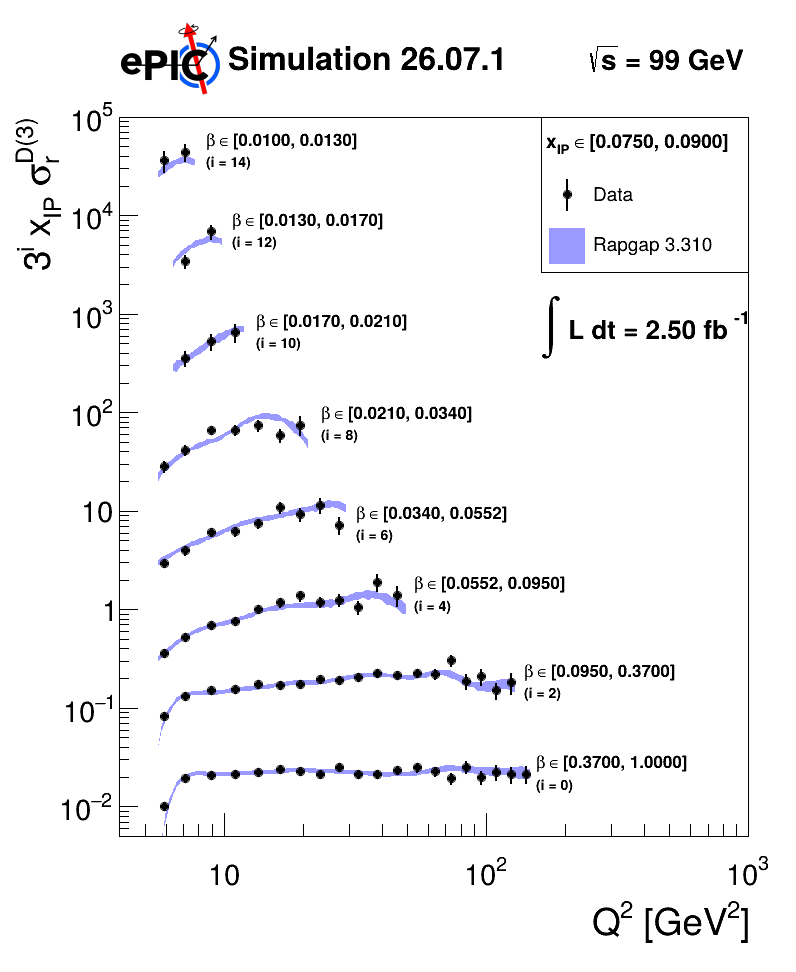 ePIC Simulation 26.07.1 √s = 99 GeV
3^i x_IP σ_r^D(3)
10^5
10^4
10^3
10^2
10
1
10^−1
10^−2
β ∈ [0.0100, 0.0130]
(i = 14)
β ∈ [0.0130, 0.0170]
(i = 12)
β ∈ [0.0170, 0.0210]
(i = 10)
β ∈ [0.0210, 0.0340]
(i = 8)
β ∈ [0.0340, 0.0552]
(i = 6)
β ∈ [0.0552, 0.0950]
(i = 4)
β ∈ [0.0950, 0.3700]
(i = 2)
β ∈ [0.3700, 1.0000]
(i = 0)
x_IP ∈ [0.0750, 0.0900]
Data
Rapgap 3.310
∫ L dt = 2.50 fb^-1
10 10^2 10^3
Q^2 [GeV^2]